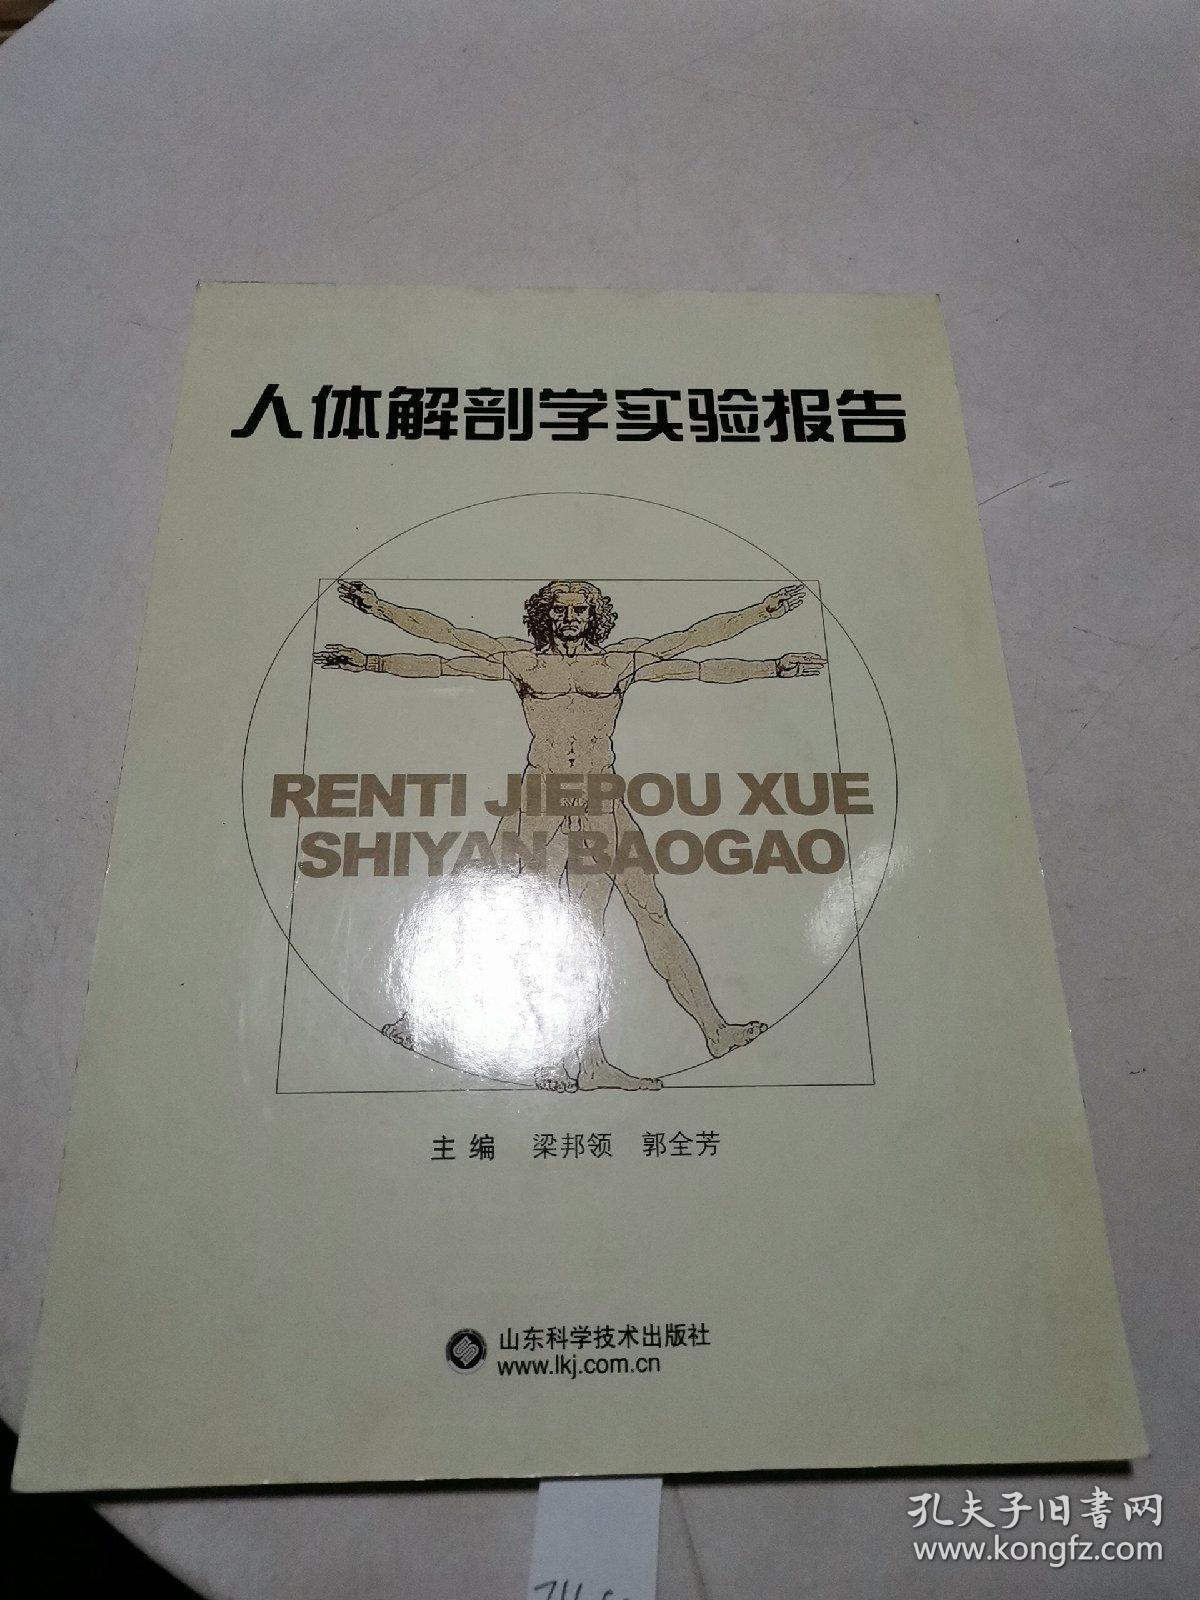 人体解剖学实验报告
RENTI JIEPOU XUE
SHIYAN BAOGAO
主编 梁邦领 郭全芳
山东科学技术出版社
www.lkj.com.cn
孔夫子旧书网
www.kongfz.com